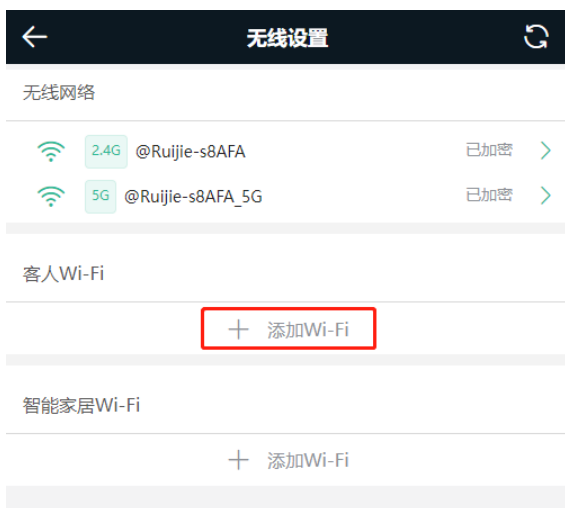 无线设置
无线网络
2.4G @Ruijie-s8AFA 已加密
5G @Ruijie-s8AFA_5G 已加密
客人Wi-Fi
添加Wi-Fi
智能家居Wi-Fi
添加Wi-Fi